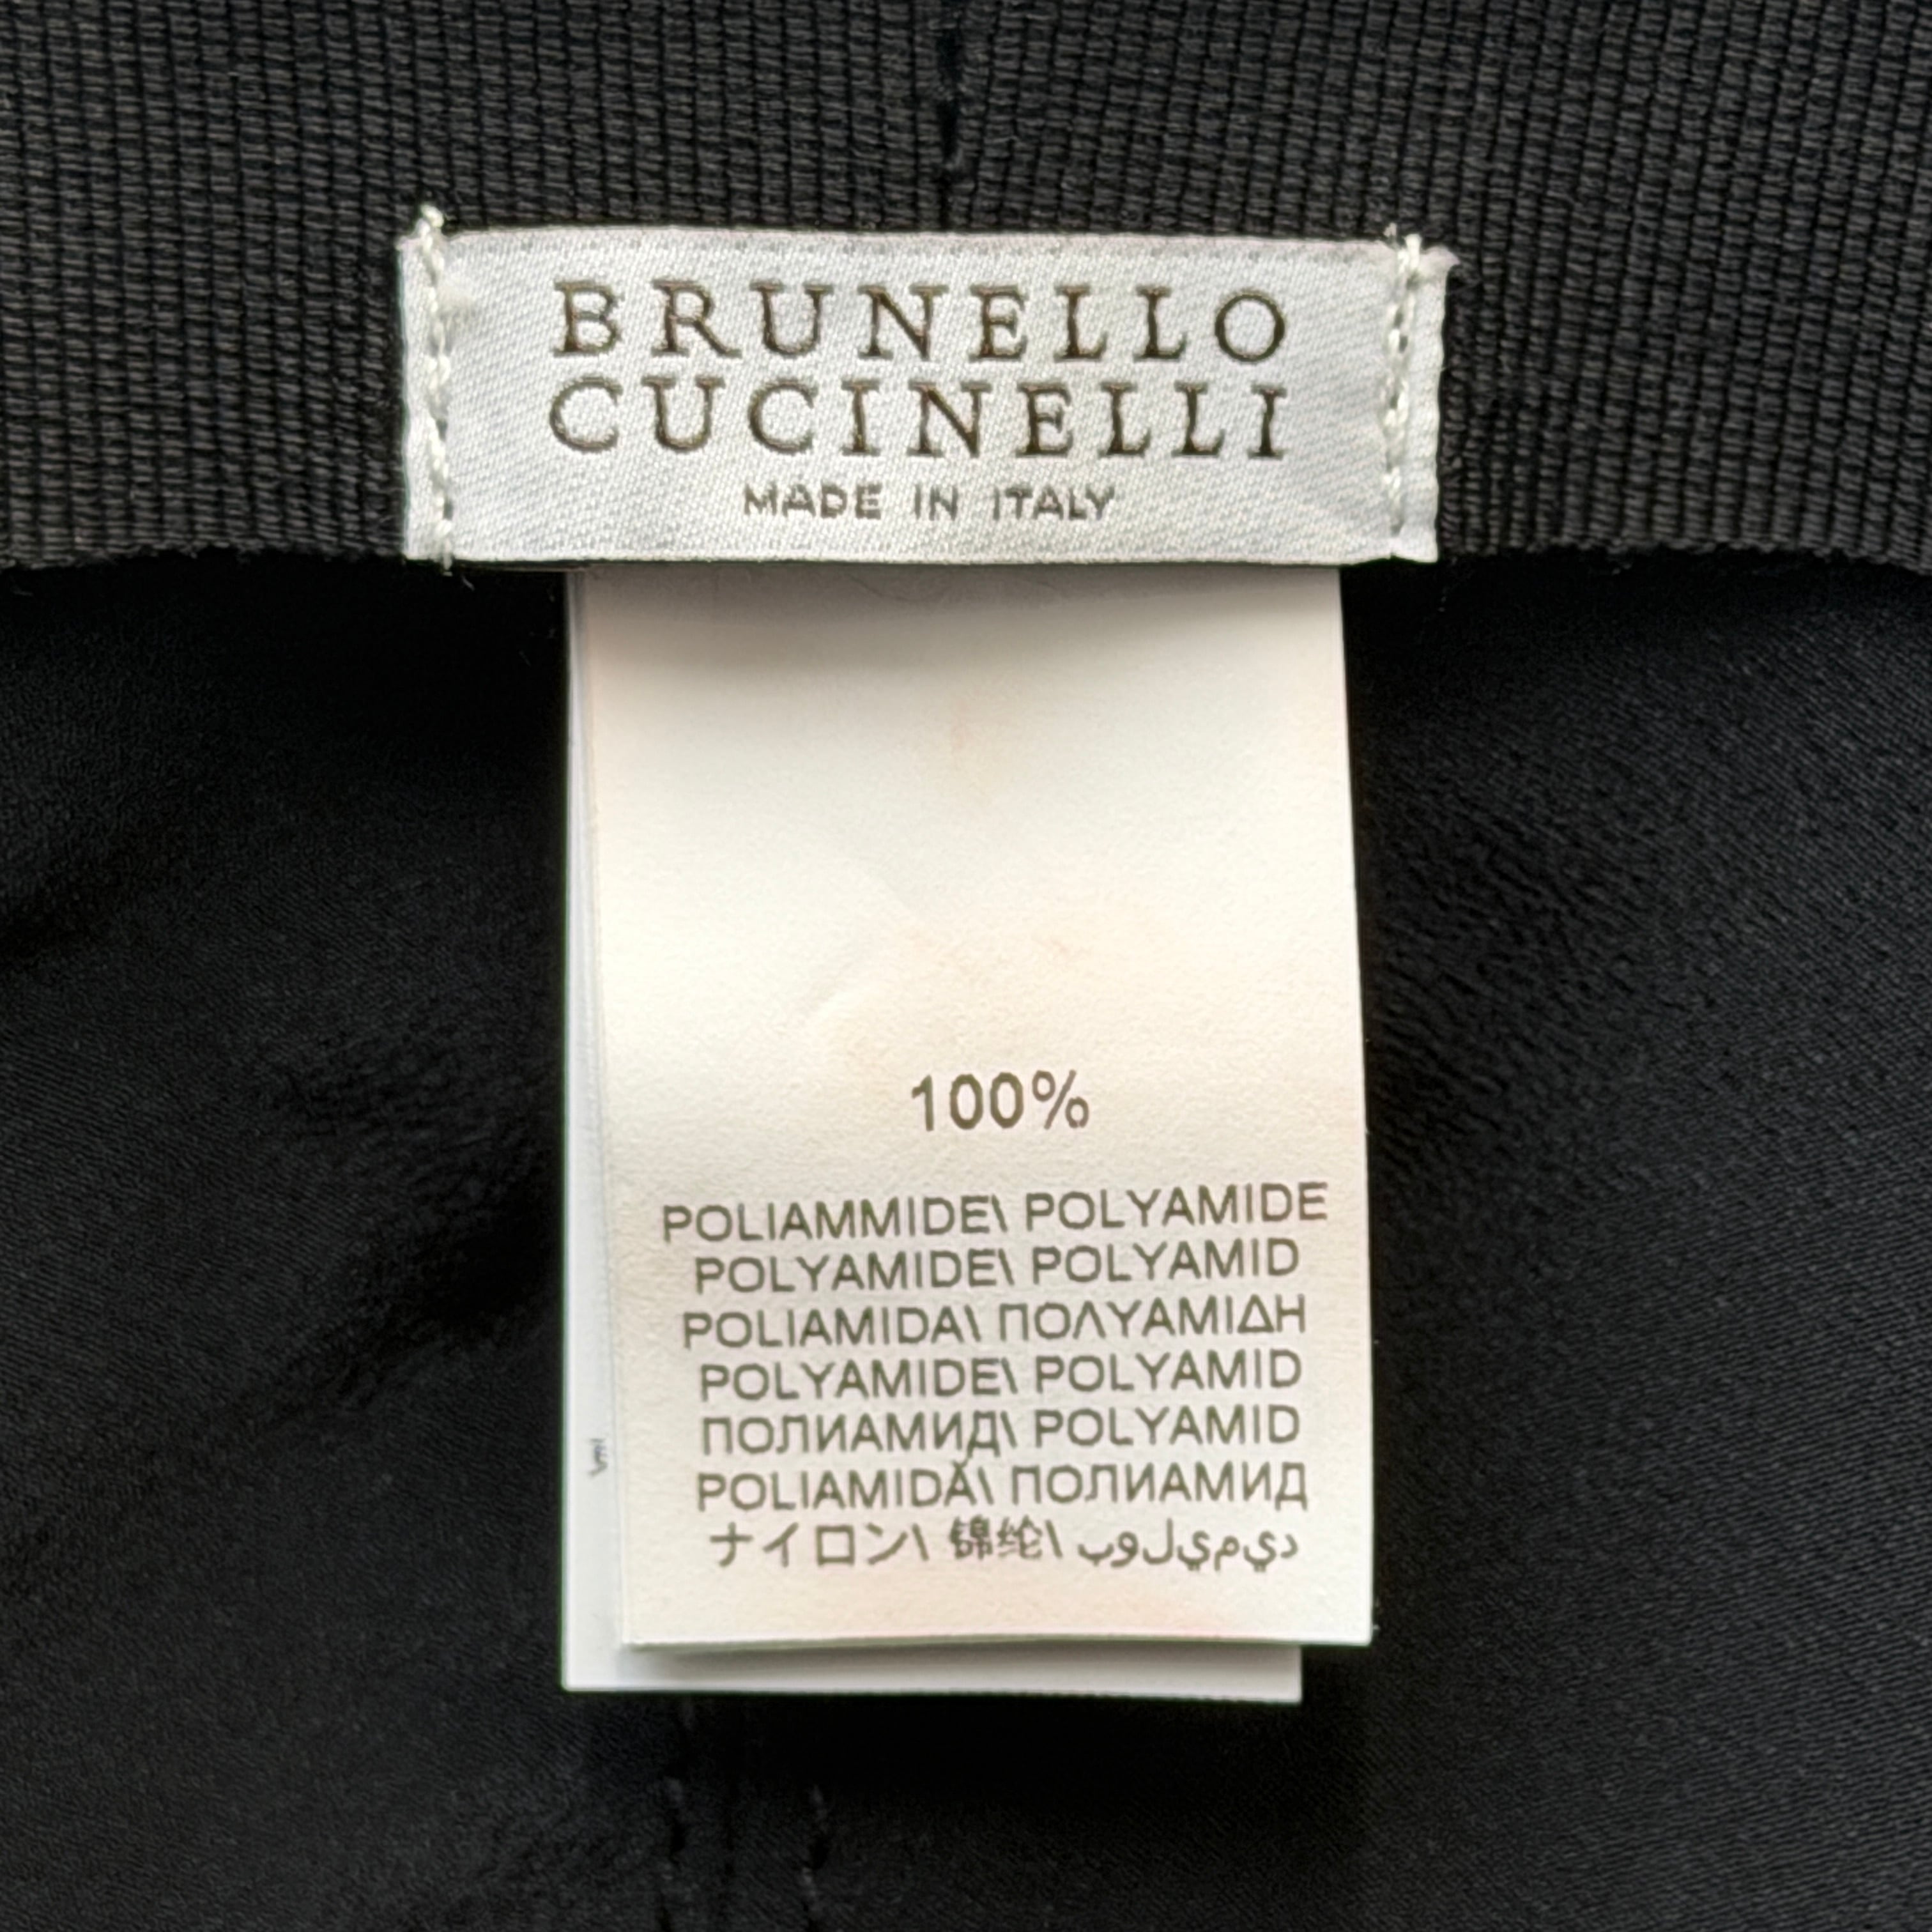 BRUNELLO
CUCINELLI
MADE IN ITALY
100%
POLIAMMIDE\ POLYAMIDE
POLYAMIDE\ POLYAMID
POLIAMIDA\ ΠΟΛΥΑΜΙΔΗ
POLYAMIDE\ POLYAMID
ПОЛИАМИД\ POLYAMID
POLIAMIDĂ\ ПОЛИАМИД
ナイロン\ 锦纶\ بوليميد